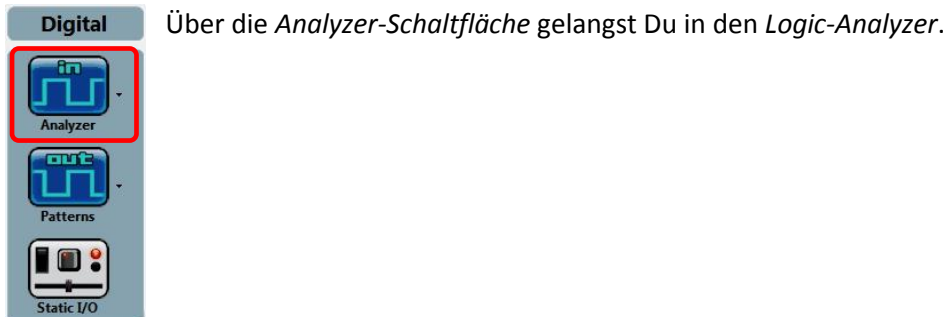 Digital
Über die Analyzer-Schaltfläche gelangst Du in den Logic-Analyzer.
in
Analyzer
out
Patterns
Static I/O